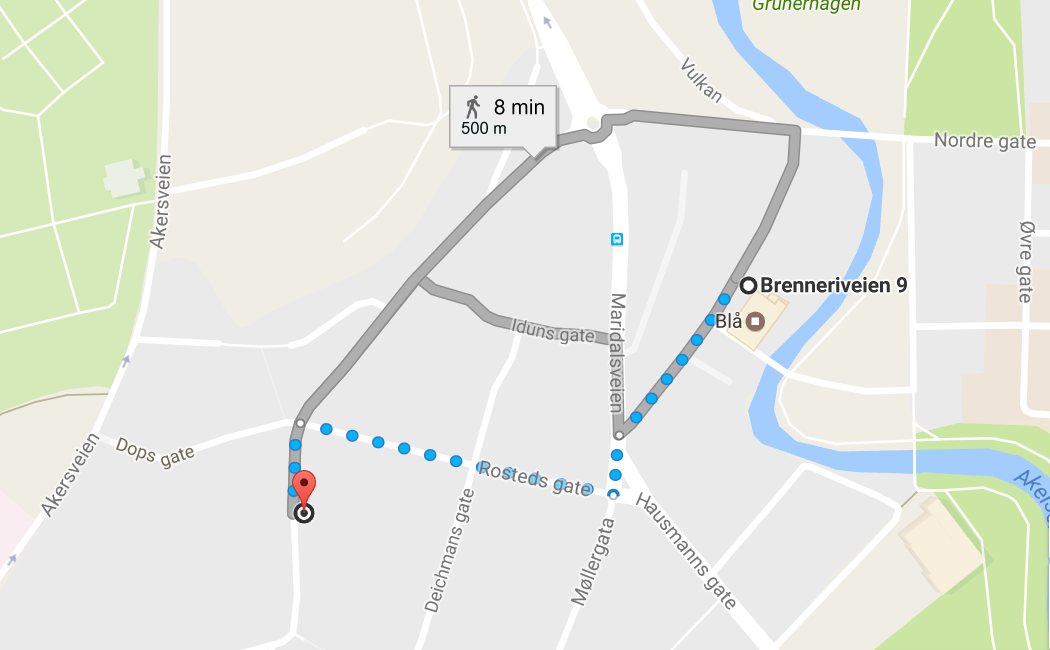 Grünerhagen
Vulkan
8 min
500 m
Nordre gate
Akersveien
Øvre gate
Brenneriveien 9
Blå
Iduns gate
Maridalsveien
Dops gate
Akersveien
Rosteds gate
Hausmanns gate
Deichmans gate
Møllergata